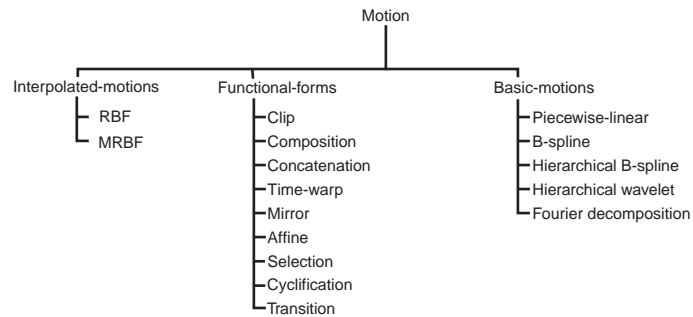 Motion
Interpolated-motions
RBF
MRBF
Functional-forms
Clip
Composition
Concatenation
Time-warp
Mirror
Affine
Selection
Cyclification
Transition
Basic-motions
Piecewise-linear
B-spline
Hierarchical B-spline
Hierarchical wavelet
Fourier decomposition